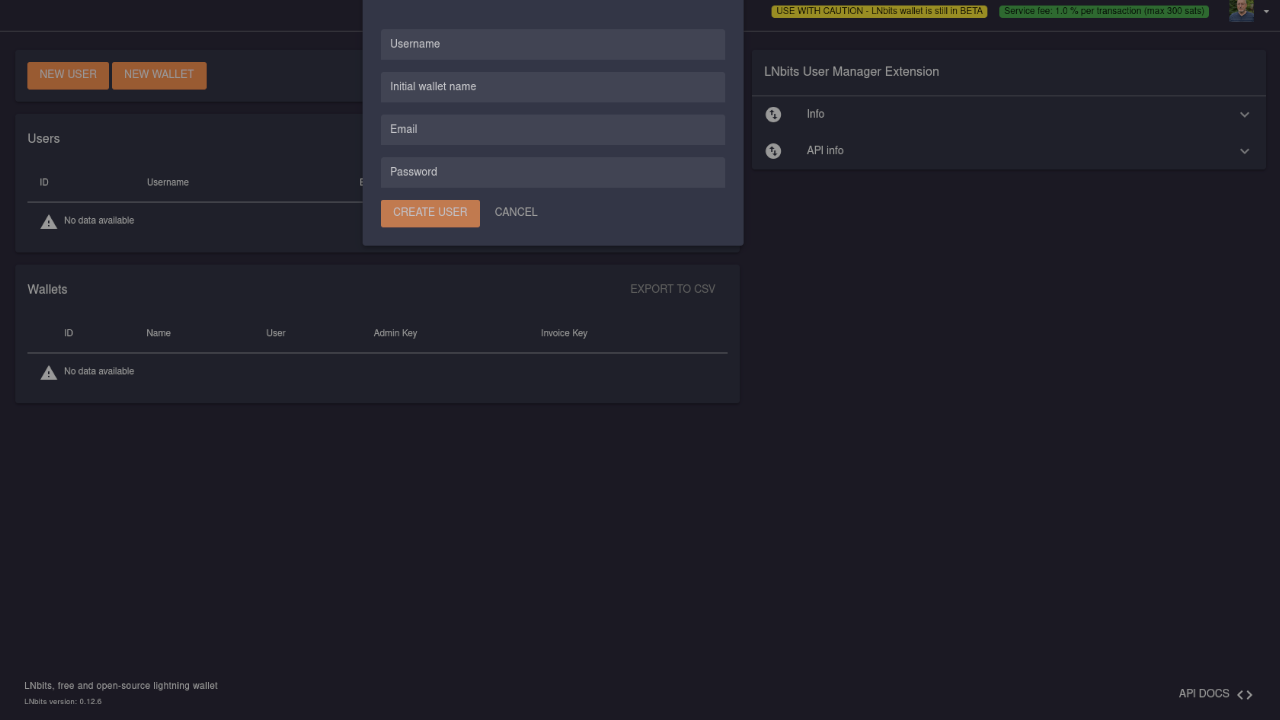 USE WITH CAUTION - LNbits wallet is still in BETA
Service fee: 1.0 % per transaction (max 300 sats)
Username
Initial wallet name
Email
Password
CREATE USER CANCEL
NEW USER NEW WALLET
Users
ID Username E
No data available
Wallets EXPORT TO CSV
ID Name User Admin Key Invoice Key
No data available
LNbits User Manager Extension
Info
API info
LNbits, free and open-source lightning wallet
LNbits version: 0.12.6
API DOCS